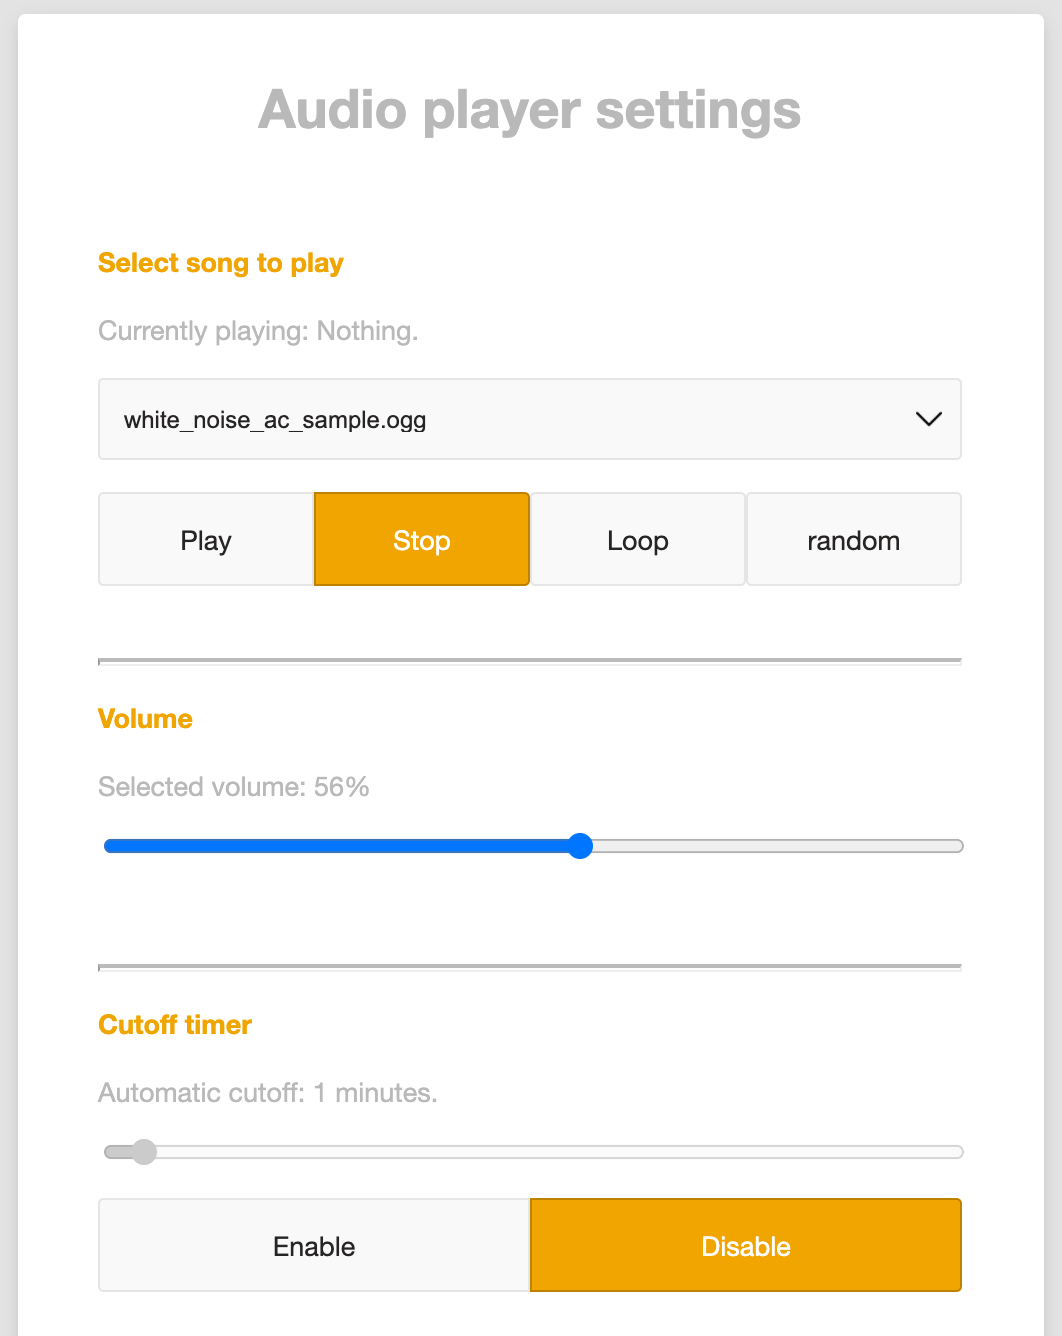 Audio player settings
Select song to play
Currently playing: Nothing.
white_noise_ac_sample.ogg
Play Stop Loop random
Volume
Selected volume: 56%
Cutoff timer
Automatic cutoff: 1 minutes.
Enable Disable